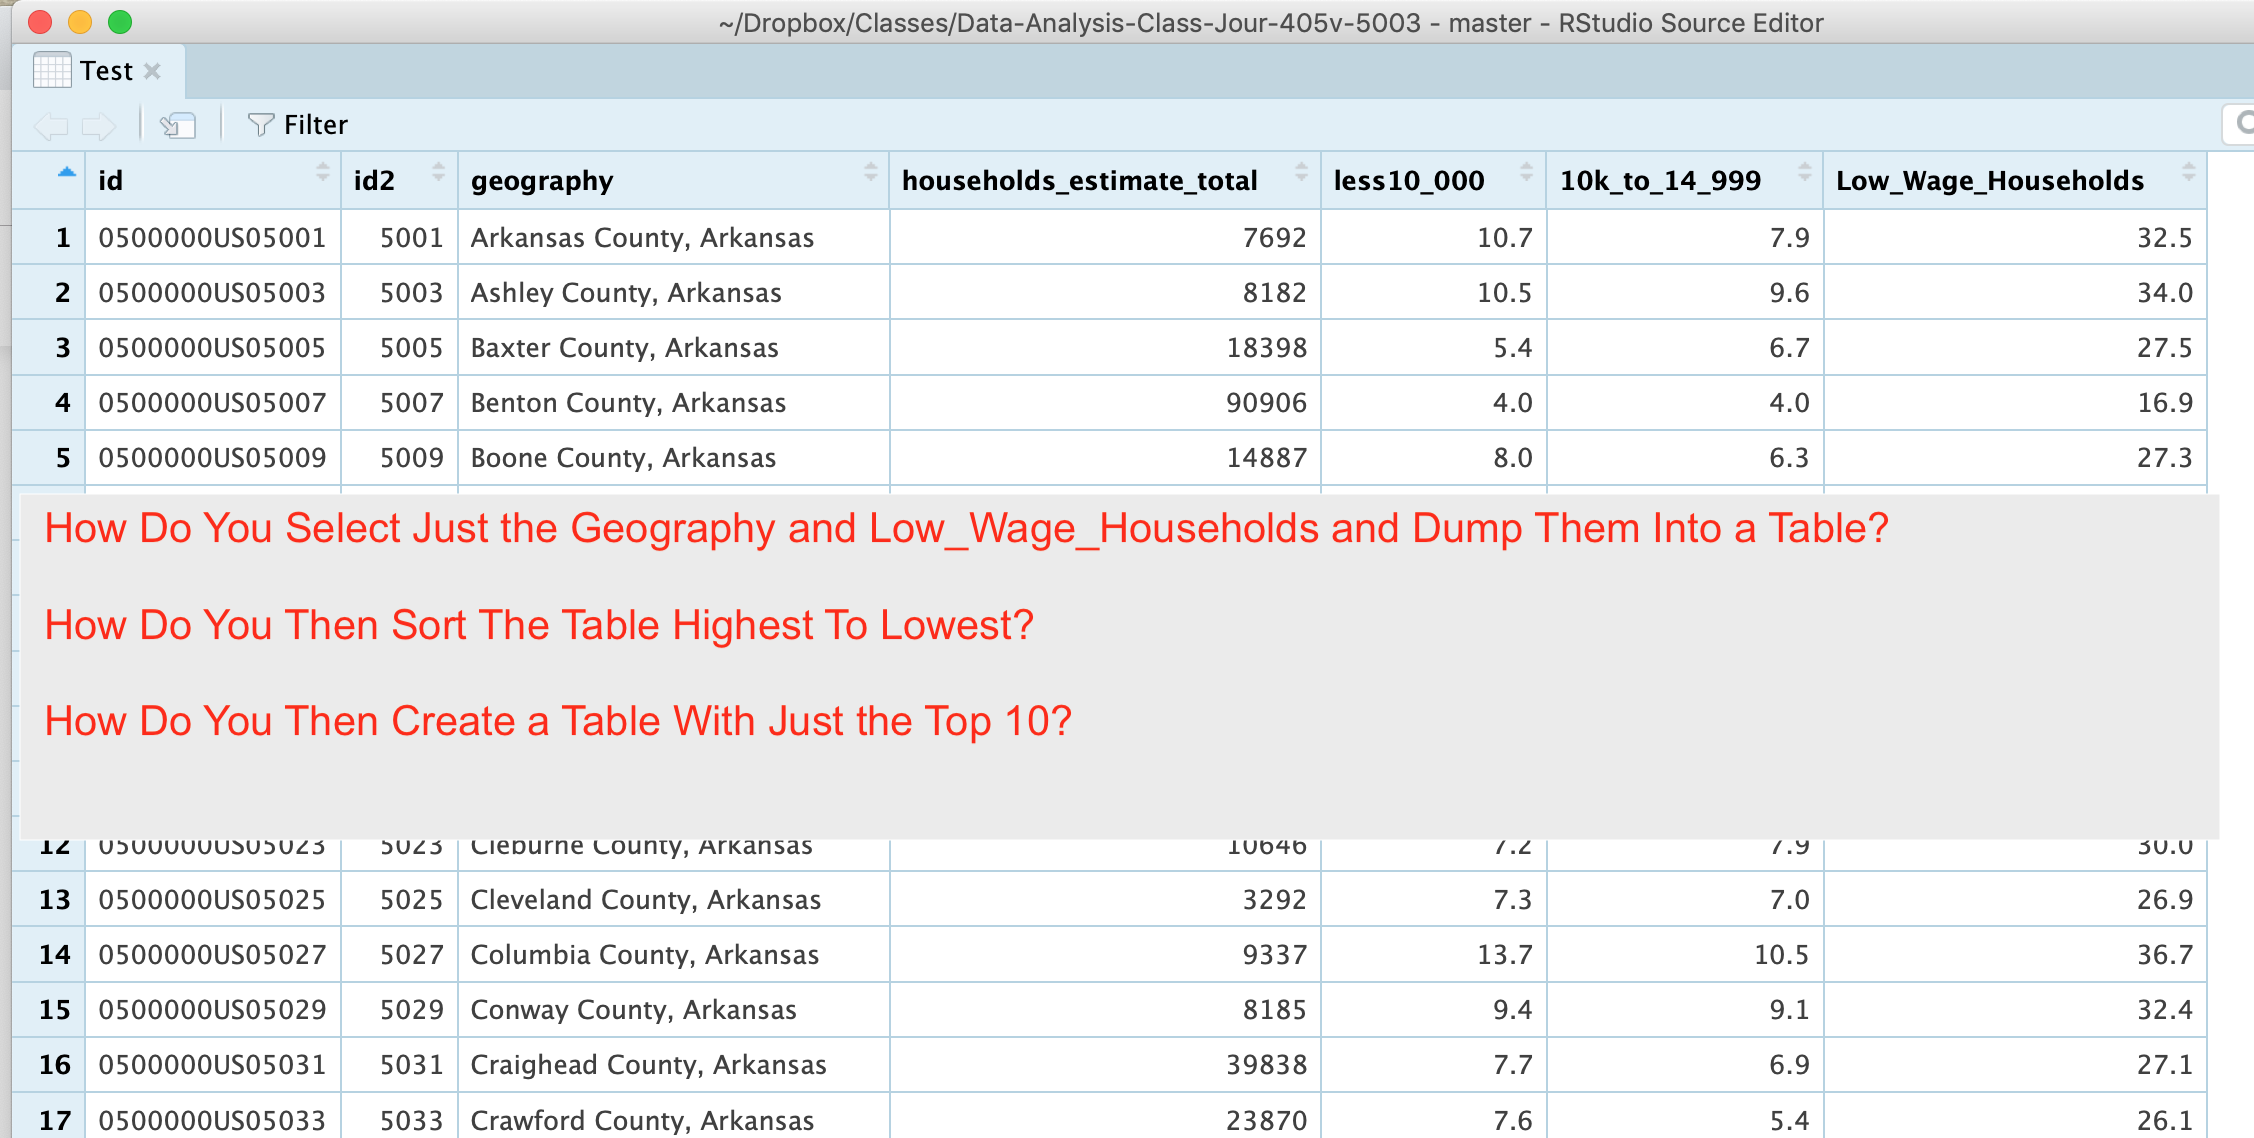 ~/Dropbox/Classes/Data-Analysis-Class-Jour-405v-5003 - master - RStudio Source Editor
Test
Filter
id id2 geography households_estimate_total less10_000 10k_to_14_999 Low_Wage_Households
1 0500000US05001 5001 Arkansas County, Arkansas 7692 10.7 7.9 32.5
2 0500000US05003 5003 Ashley County, Arkansas 8182 10.5 9.6 34.0
3 0500000US05005 5005 Baxter County, Arkansas 18398 5.4 6.7 27.5
4 0500000US05007 5007 Benton County, Arkansas 90906 4.0 4.0 16.9
5 0500000US05009 5009 Boone County, Arkansas 14887 8.0 6.3 27.3
How Do You Select Just the Geography and Low_Wage_Households and Dump Them Into a Table?
How Do You Then Sort The Table Highest To Lowest?
How Do You Then Create a Table With Just the Top 10?
12 0500000US05023 5023 Cleburne County, Arkansas 10646 7.2 7.9 30.0
13 0500000US05025 5025 Cleveland County, Arkansas 3292 7.3 7.0 26.9
14 0500000US05027 5027 Columbia County, Arkansas 9337 13.7 10.5 36.7
15 0500000US05029 5029 Conway County, Arkansas 8185 9.4 9.1 32.4
16 0500000US05031 5031 Craighead County, Arkansas 39838 7.7 6.9 27.1
17 0500000US05033 5033 Crawford County, Arkansas 23870 7.6 5.4 26.1